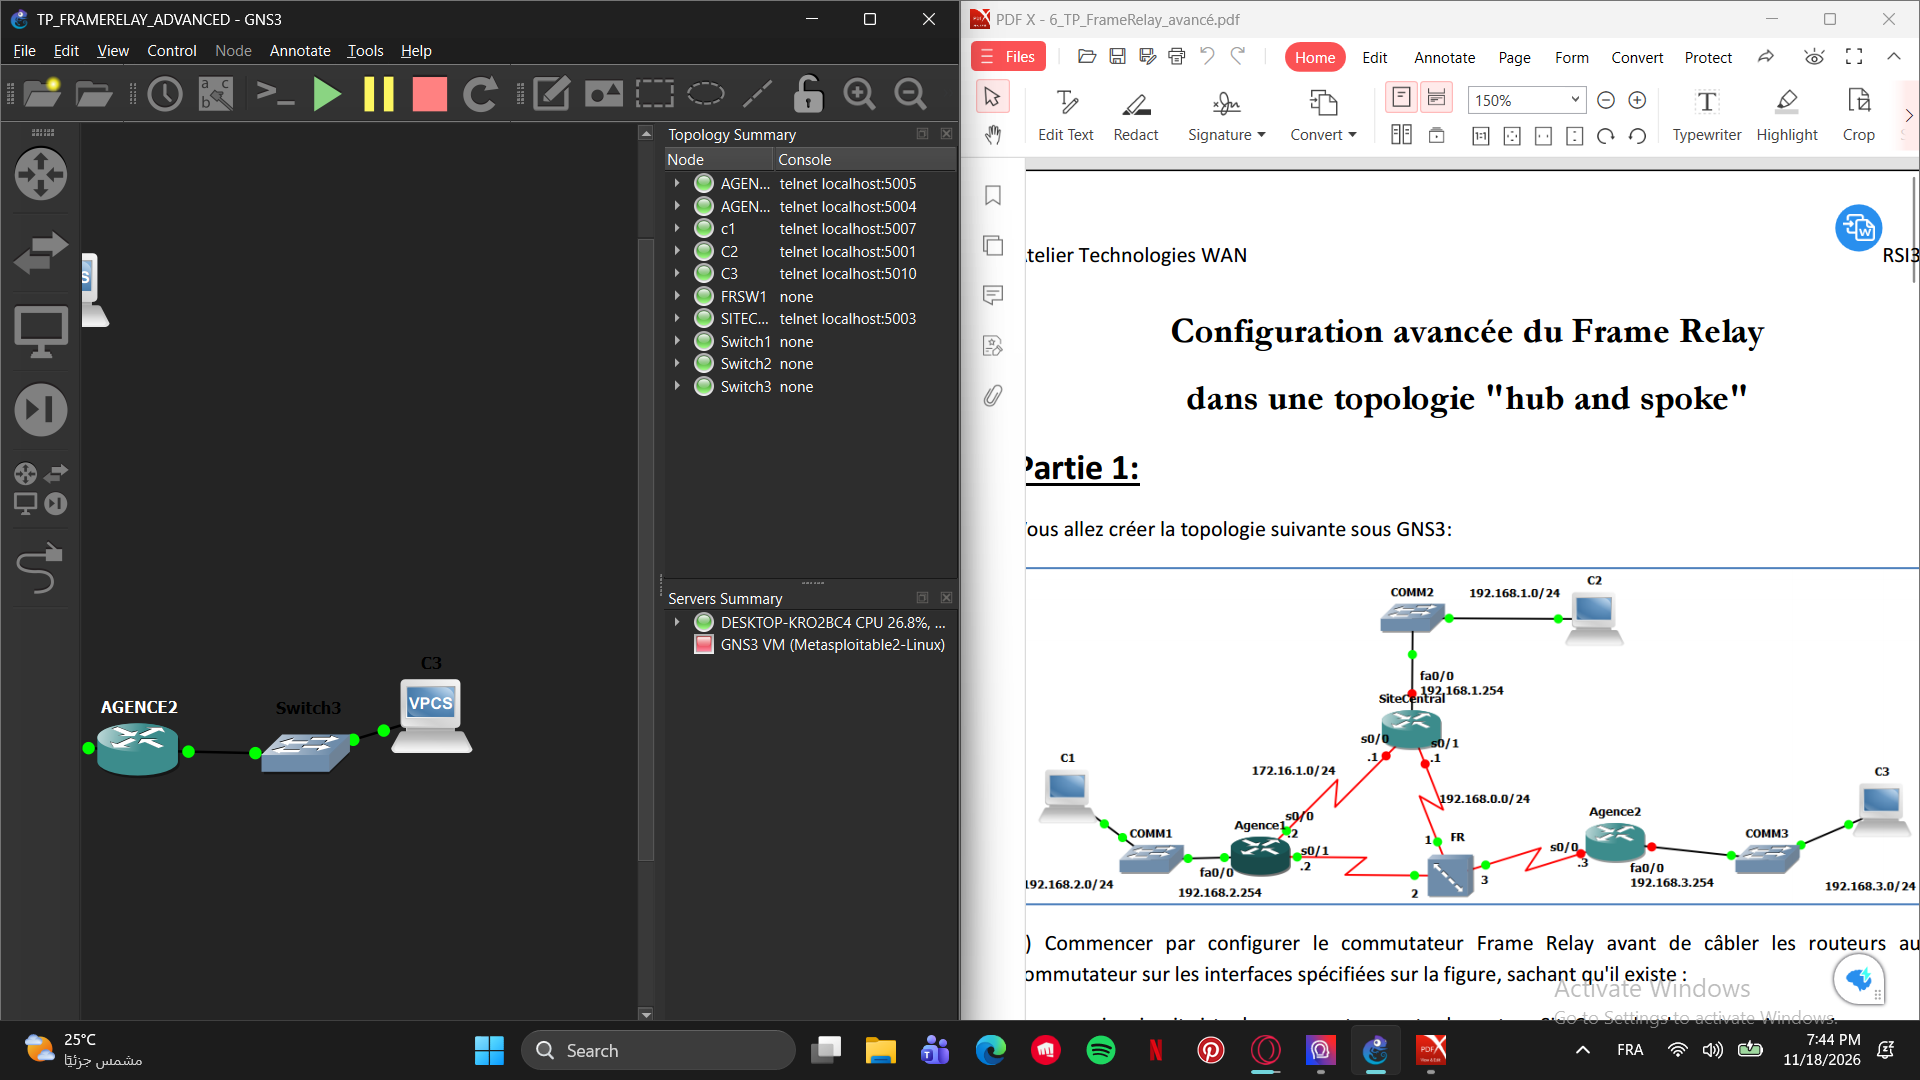 TP_FRAMERELAY_ADVANCED - GNS3
File Edit View Control Node Annotate Tools Help
Topology Summary
Node Console
AGEN... telnet localhost:5005
AGEN... telnet localhost:5004
c1 telnet localhost:5007
C2 telnet localhost:5001
C3 telnet localhost:5010
FRSW1 none
SITEC... telnet localhost:5003
Switch1 none
Switch2 none
Switch3 none
Servers Summary
DESKTOP-KRO2BC4 CPU 26.8%, ...
GNS3 VM (Metasploitable2-Linux)
S
AGENCE2
Switch3
C3
VPCS
PDF X - 6_TP_FrameRelay_avancé.pdf
Files
Home Edit Annotate Page Form Convert Protect
Edit Text Redact Signature Convert
150%
Typewriter Highlight Crop
telier Technologies WAN
RSI3
Configuration avancée du Frame Relay
dans une topologie "hub and spoke"
Partie 1:
ous allez créer la topologie suivante sous GNS3:
COMM2
192.168.1.0/24
C2
fa0/0
192.168.1.254
SiteCentral
s0/0
.1
s0/1
.1
172.16.1.0/24
192.168.0.0/24
C1
COMM1
Agence1
s0/0
.2
s0/1
.2
fa0/0
192.168.2.254
192.168.2.0/24
FR
1
2
3
Agence2
s0/0
.3
fa0/0
192.168.3.254
COMM3
C3
192.168.3.0/24
) Commencer par configurer le commutateur Frame Relay avant de câbler les routeurs au
ommutateur sur les interfaces spécifiées sur la figure, sachant qu'il existe :
Activate Windows
Go to Settings to activate Windows.
25°C
مشمس جزئيًا
Search
FRA
7:44 PM
11/18/2026